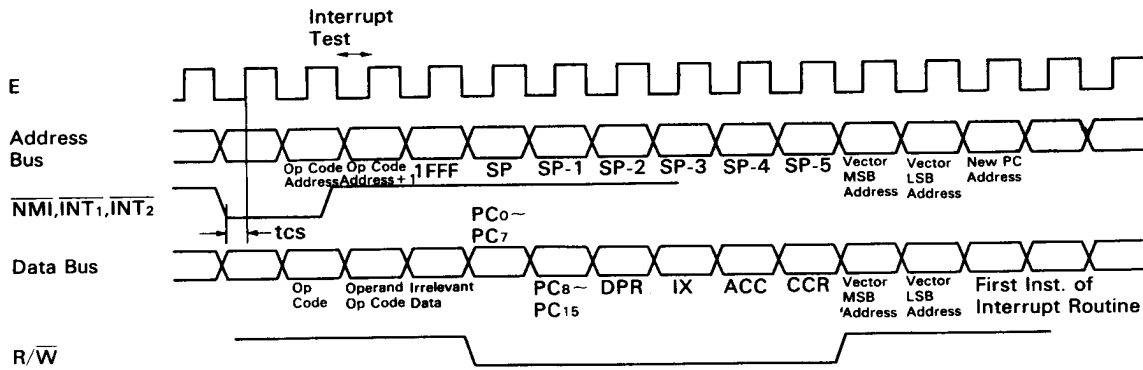 Interrupt
Test
E
Address
Bus
Op Code
Address
Op Code
Address+1
1FFF
SP
SP-1
SP-2
SP-3
SP-4
SP-5
Vector
MSB
Address
Vector
LSB
Address
New PC
Address
NMI,INT1,INT2
tcs
PC0~
PC7
Data Bus
Op
Code
Operand
Op Code
Irrelevant
Data
PC8~
PC15
DPR
IX
ACC
CCR
Vector
MSB
'Address
Vector
LSB
Address
First Inst. of
Interrupt Routine
R/W